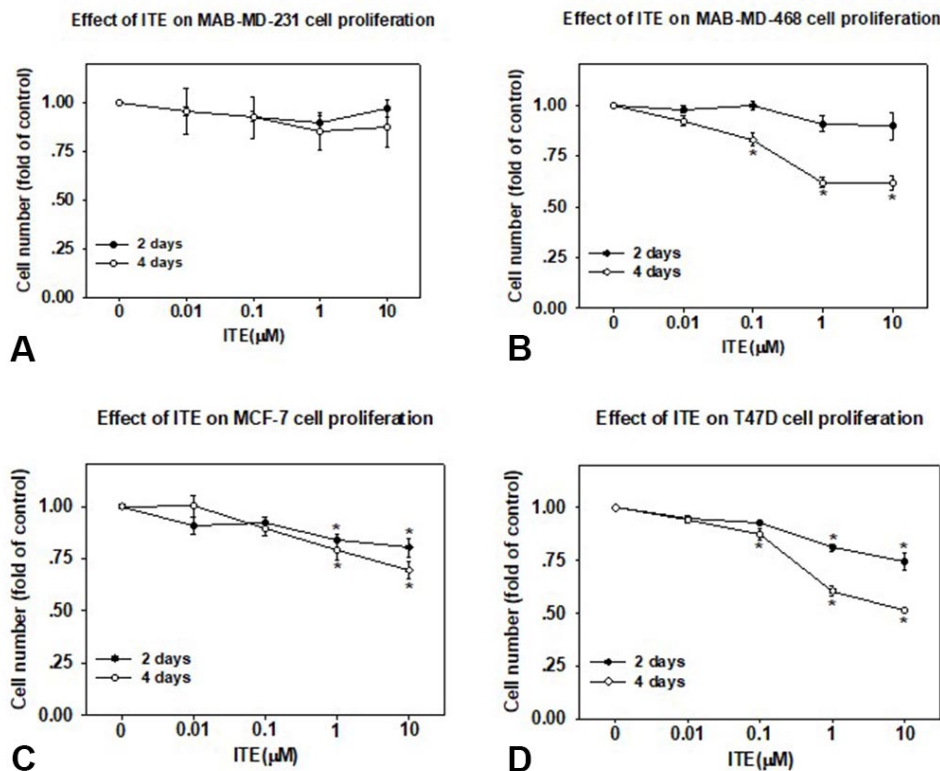 Effect of ITE on MAB-MD-231 cell proliferation
Cell number (fold of control)
1.00
.75
.50
.25
0.00
2 days
4 days
0 0.01 0.1 1 10
ITE(µM)
A
Effect of ITE on MAB-MD-468 cell proliferation
Cell number (fold of control)
1.00
.75
.50
.25
0.00
* * *
2 days
4 days
0 0.01 0.1 1 10
ITE(µM)
B
Effect of ITE on MCF-7 cell proliferation
Cell number (fold of control)
1.00
.75
.50
.25
0.00
* *
* *
2 days
4 days
0 0.01 0.1 1 10
ITE(µM)
C
Effect of ITE on T47D cell proliferation
Cell number (fold of control)
1.00
.75
.50
.25
0.00
* *
* * *
2 days
4 days
0 0.01 0.1 1 10
ITE(µM)
D